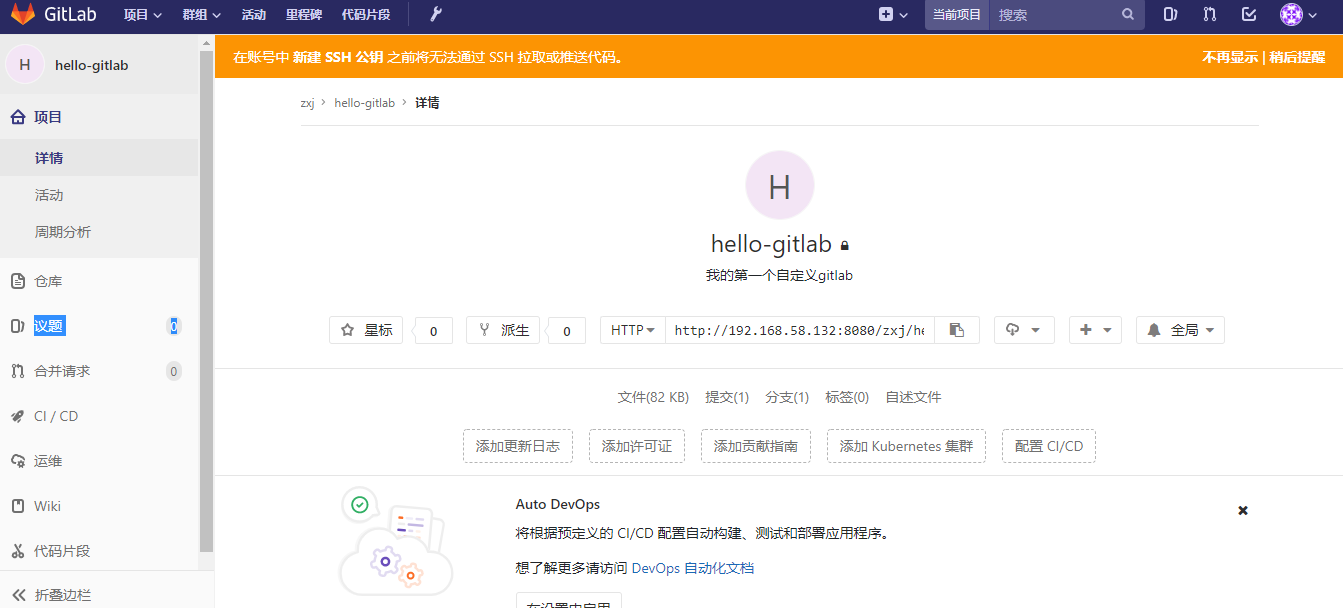 GitLab 项目 群组 活动 里程碑 代码片段 当前项目 搜索
H hello-gitlab
在账号中 新建 SSH 公钥 之前将无法通过 SSH 拉取或推送代码。 不再显示 | 稍后提醒
zxj › hello-gitlab › 详情
项目
详情
活动
周期分析
仓库
议题 0
合并请求 0
CI / CD
运维
Wiki
代码片段
折叠边栏
H
hello-gitlab
我的第一个自定义gitlab
星标 0 派生 0 HTTP http://192.168.58.132:8080/zxj/he 全局
文件(82 KB) 提交(1) 分支(1) 标签(0) 自述文件
添加更新日志 添加许可证 添加贡献指南 添加 Kubernetes 集群 配置 CI/CD
Auto DevOps
将根据预定义的 CI/CD 配置自动构建、测试和部署应用程序。
想了解更多请访问 DevOps 自动化文档
在设置中启用